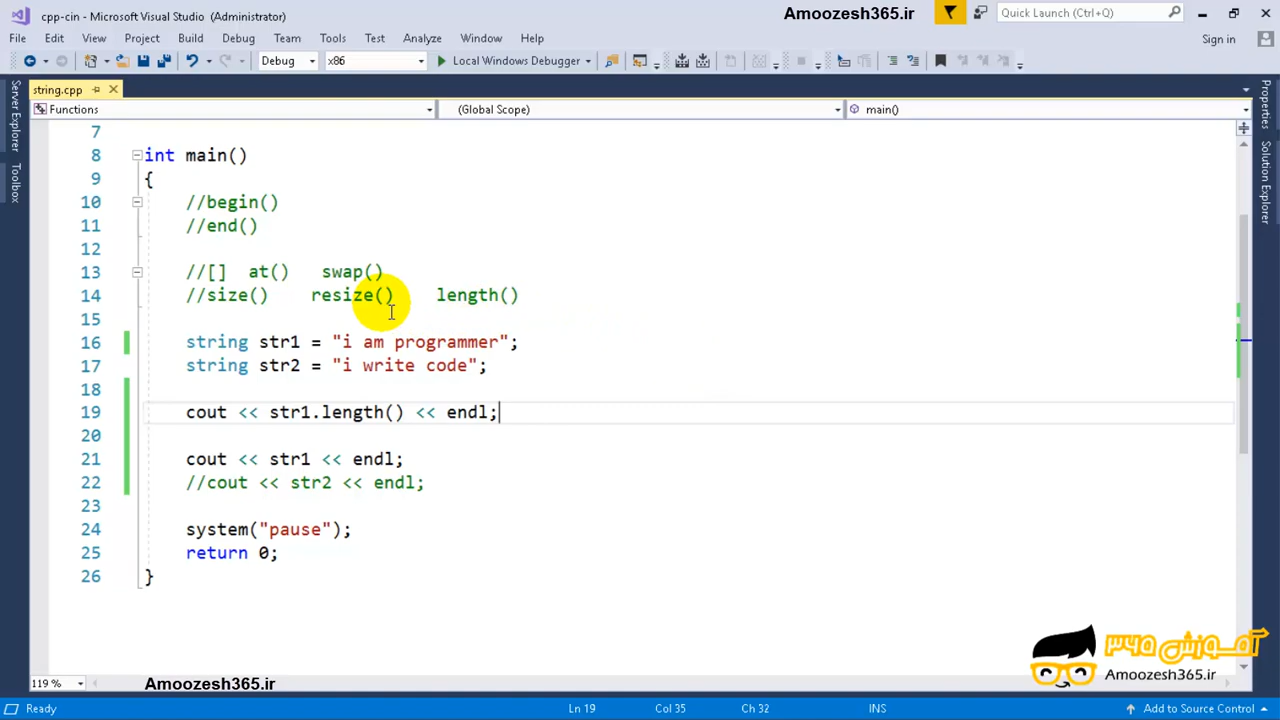 cpp-cin - Microsoft Visual Studio (Administrator)
Amoozesh365.ir
Quick Launch (Ctrl+Q)
File Edit View Project Build Debug Team Tools Test Analyze Window Help
Sign in
Debug x86 Local Windows Debugger
string.cpp
Functions (Global Scope) main()
Server Explorer
Toolbox
Properties
Solution Explorer
7
8 int main()
9 {
10 //begin()
11 //end()
12
13 //[] at() swap()
14 //size() resize() length()
15
16 string str1 = "i am programmer";
17 string str2 = "i write code";
18
19 cout << str1.length() << endl;
20
21 cout << str1 << endl;
22 //cout << str2 << endl;
23
24 system("pause");
25 return 0;
26 }
آموزش ۳۶۵
Amoozesh365.ir
119 %
Amoozesh365.ir
Ready Ln 19 Col 35 Ch 32 INS Add to Source Control